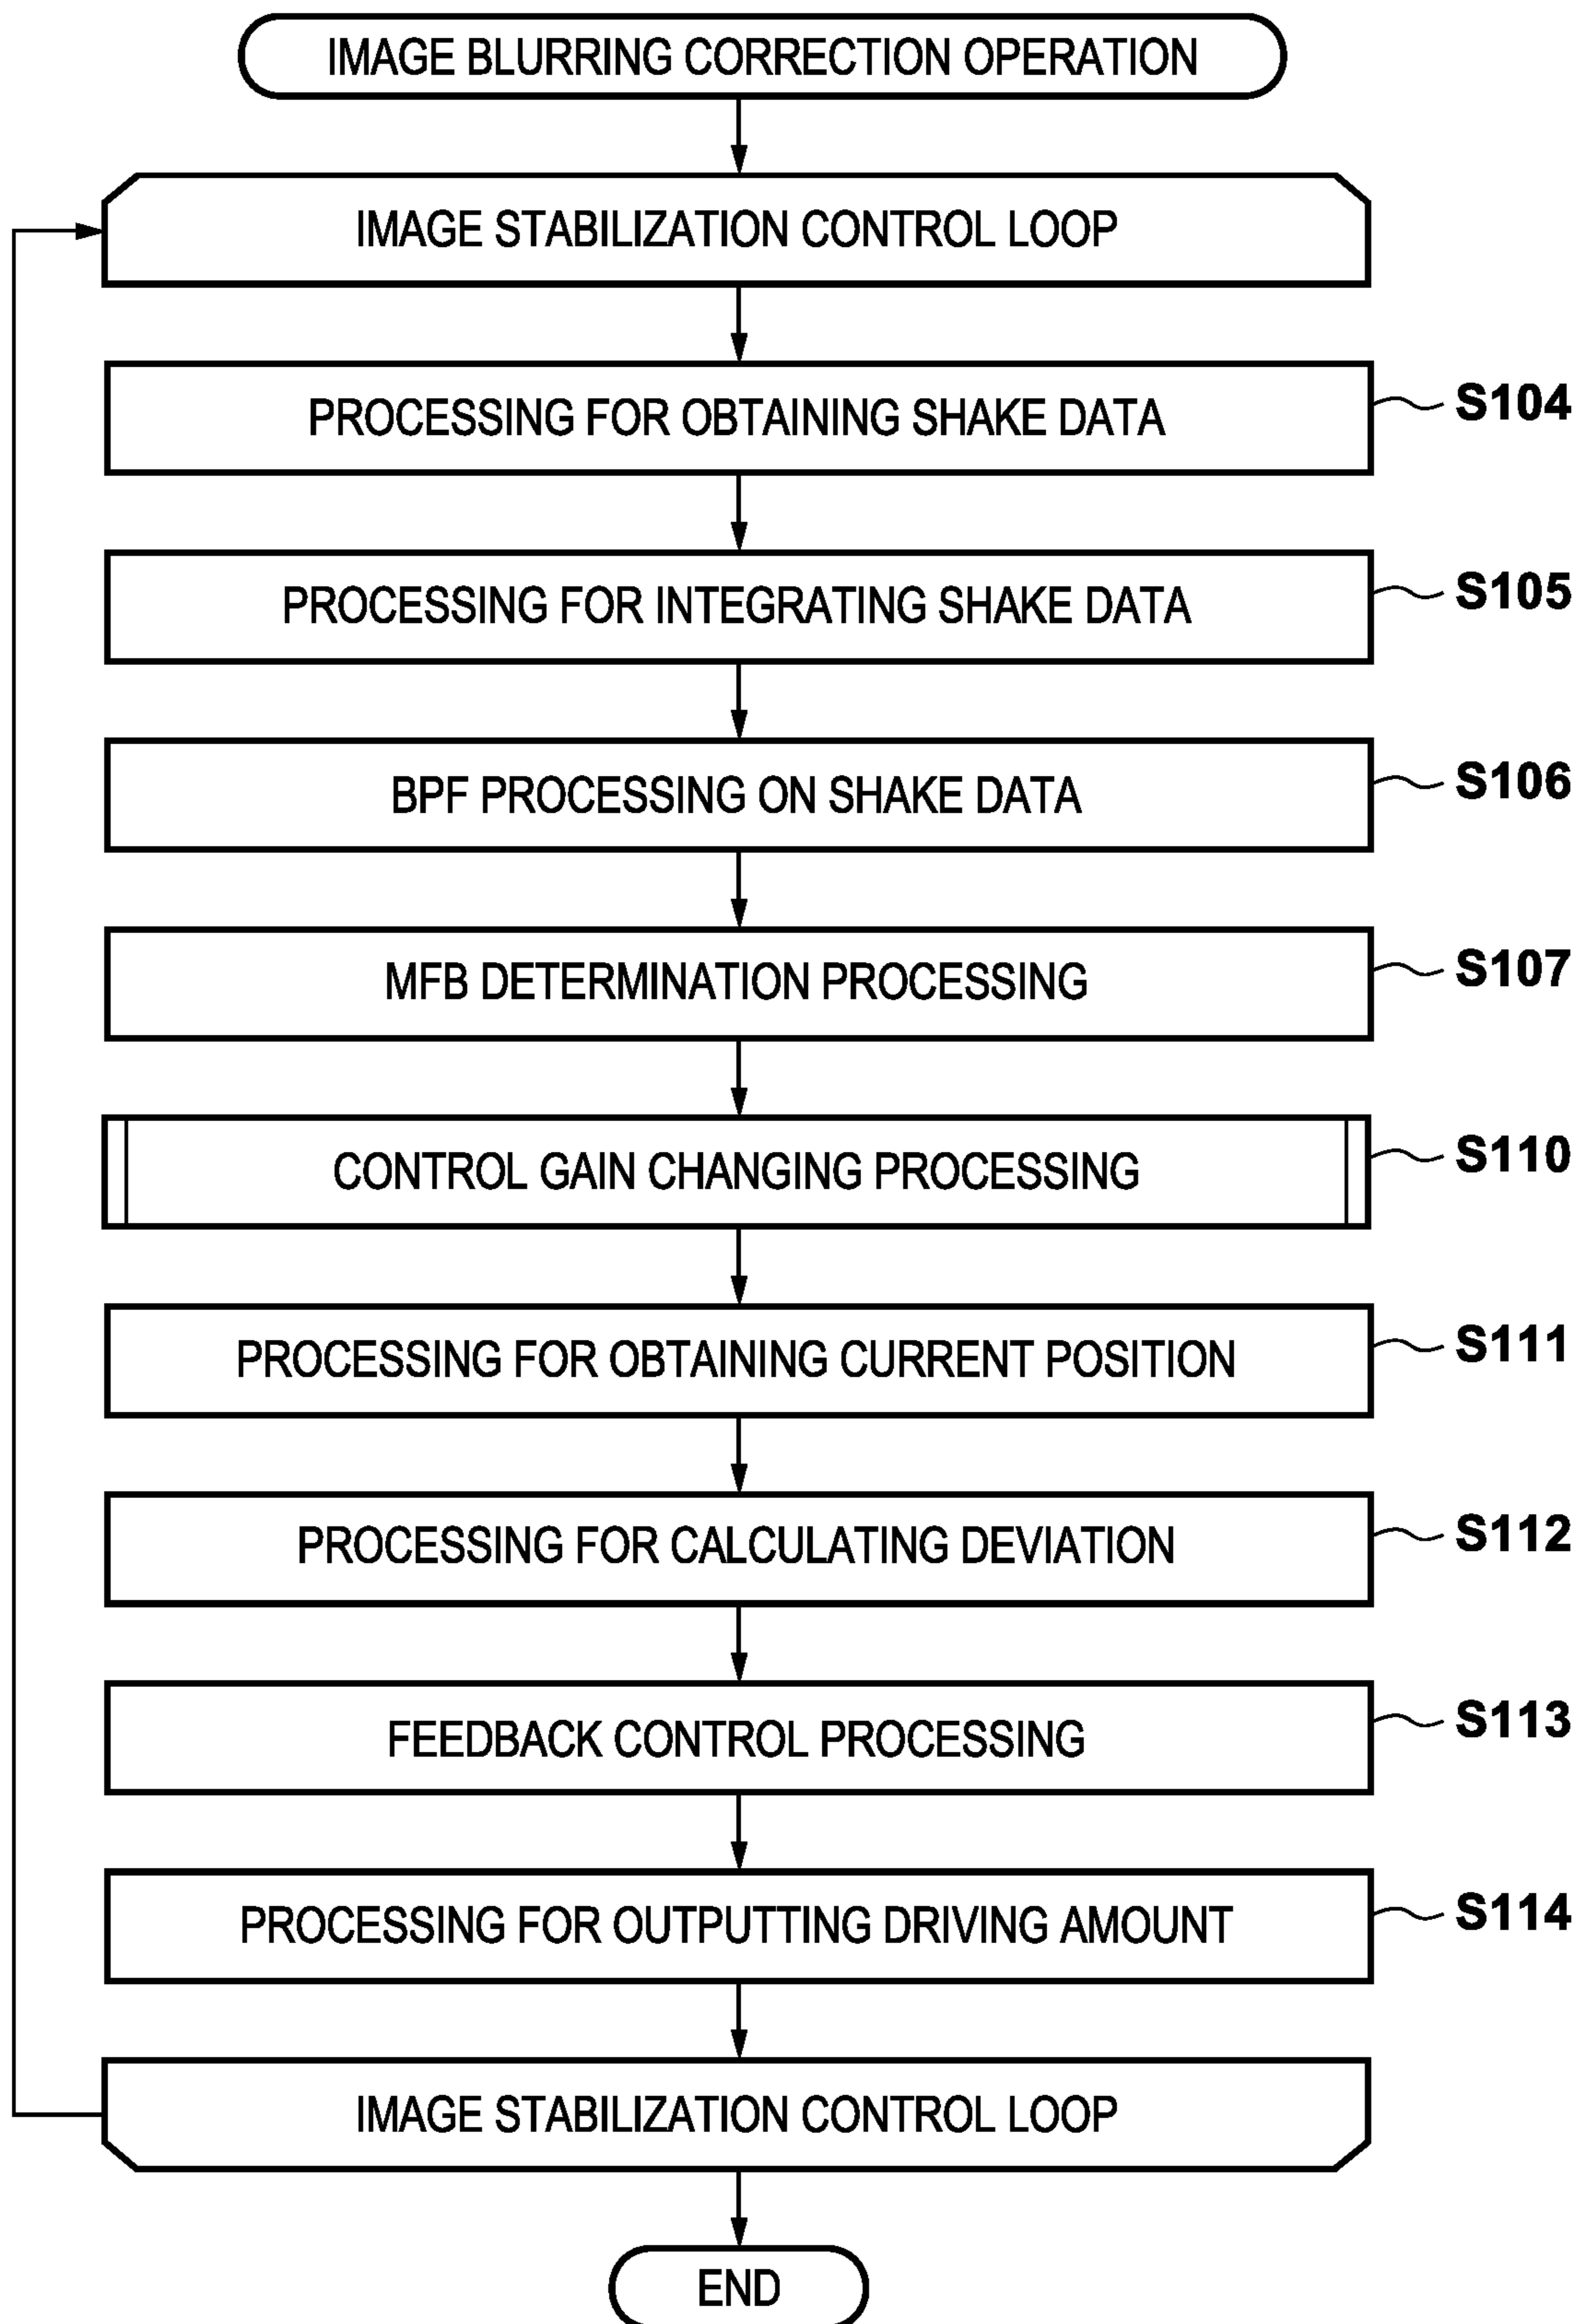 IMAGE BLURRING CORRECTION OPERATION
IMAGE STABILIZATION CONTROL LOOP
PROCESSING FOR OBTAINING SHAKE DATA
S104
PROCESSING FOR INTEGRATING SHAKE DATA
S105
BPF PROCESSING ON SHAKE DATA
S106
MFB DETERMINATION PROCESSING
S107
CONTROL GAIN CHANGING PROCESSING
S110
PROCESSING FOR OBTAINING CURRENT POSITION
S111
PROCESSING FOR CALCULATING DEVIATION
S112
FEEDBACK CONTROL PROCESSING
S113
PROCESSING FOR OUTPUTTING DRIVING AMOUNT
S114
IMAGE STABILIZATION CONTROL LOOP
END